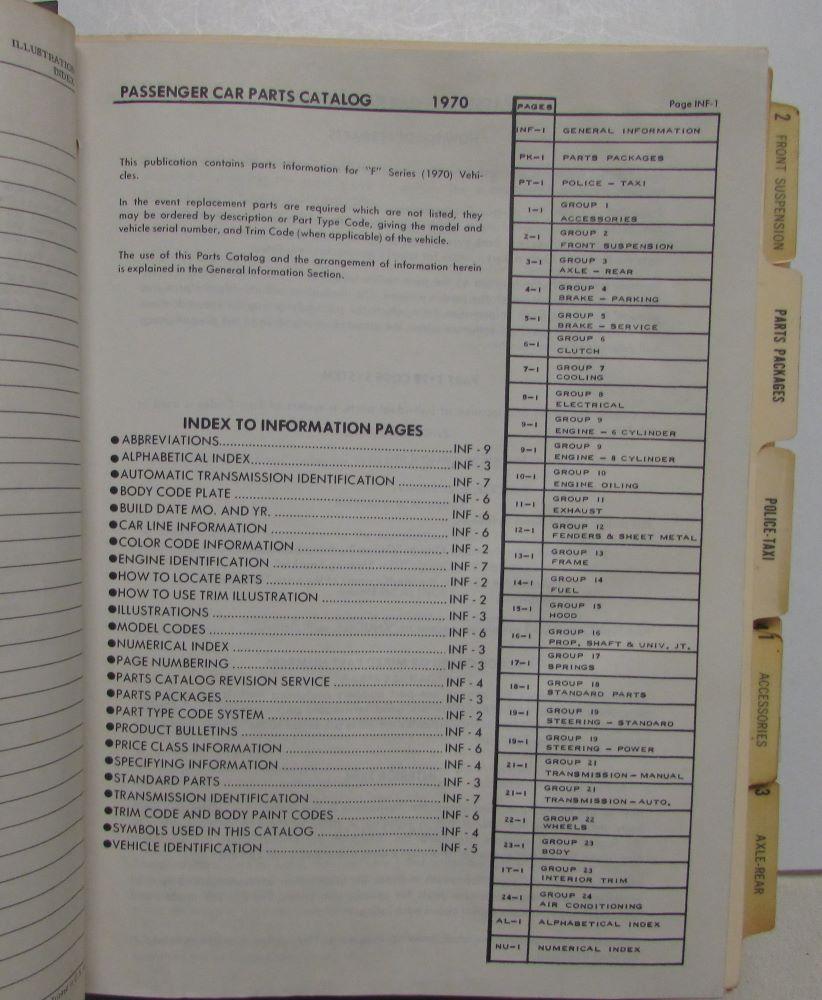 ILLUSTRATION
INDEX
PASSENGER CAR PARTS CATALOG 1970
Page INF-1
This publication contains parts information for "F" Series (1970) Vehi-
cles.
In the event replacement parts are required which are not listed, they
may be ordered by description or Part Type Code, giving the model and
vehicle serial number, and Trim Code (when applicable) of the vehicle.
The use of this Parts Catalog and the arrangement of information herein
is explained in the General Information Section.
INDEX TO INFORMATION PAGES
●ABBREVIATIONS..........INF - 9
●ALPHABETICAL INDEX..........INF - 3
●AUTOMATIC TRANSMISSION IDENTIFICATION ..........INF - 7
●BODY CODE PLATE ..........INF - 6
●BUILD DATE MO. AND YR. ..........INF - 6
●CAR LINE INFORMATION ..........INF - 6
●COLOR CODE INFORMATION ..........INF - 2
●ENGINE IDENTIFICATION ..........INF - 7
●HOW TO LOCATE PARTS ..........INF - 2
●HOW TO USE TRIM ILLUSTRATION ..........INF - 2
●ILLUSTRATIONS ..........INF - 3
●MODEL CODES ..........INF - 6
●NUMERICAL INDEX ..........INF - 3
●PAGE NUMBERING ..........INF - 3
●PARTS CATALOG REVISION SERVICE ..........INF - 4
●PARTS PACKAGES ..........INF - 3
●PART TYPE CODE SYSTEM ..........INF - 2
●PRODUCT BULLETINS ..........INF - 4
●PRICE CLASS INFORMATION ..........INF - 6
●SPECIFYING INFORMATION ..........INF - 4
●STANDARD PARTS ..........INF - 3
●TRANSMISSION IDENTIFICATION ..........INF - 7
●TRIM CODE AND BODY PAINT CODES ..........INF - 6
●SYMBOLS USED IN THIS CATALOG ..........INF - 4
●VEHICLE IDENTIFICATION ..........INF - 5
PAGES
INF-1 GENERAL INFORMATION
PK-1 PARTS PACKAGES
PT-1 POLICE - TAXI
1-1 GROUP 1
ACCESSORIES
2-1 GROUP 2
FRONT SUSPENSION
3-1 GROUP 3
AXLE - REAR
4-1 GROUP 4
BRAKE - PARKING
5-1 GROUP 5
BRAKE - SERVICE
6-1 GROUP 6
CLUTCH
7-1 GROUP 7
COOLING
8-1 GROUP 8
ELECTRICAL
9-1 GROUP 9
ENGINE - 6 CYLINDER
9-1 GROUP 9
ENGINE - 8 CYLINDER
10-1 GROUP 10
ENGINE OILING
11-1 GROUP 11
EXHAUST
12-1 GROUP 12
FENDERS & SHEET METAL
13-1 GROUP 13
FRAME
14-1 GROUP 14
FUEL
15-1 GROUP 15
HOOD
16-1 GROUP 16
PROP. SHAFT & UNIV. JT.
17-1 GROUP 17
SPRINGS
18-1 GROUP 18
STANDARD PARTS
19-1 GROUP 19
STEERING - STANDARD
19-1 GROUP 19
STEERING - POWER
21-1 GROUP 21
TRANSMISSION - MANUAL
21-1 GROUP 21
TRANSMISSION - AUTO.
22-1 GROUP 22
WHEELS
23-1 GROUP 23
BODY
IT-1 GROUP 23
INTERIOR TRIM
24-1 GROUP 24
AIR CONDITIONING
AL-1 ALPHABETICAL INDEX
NU-1 NUMERICAL INDEX
2 FRONT SUSPENSION
PARTS PACKAGES
POLICE-TAXI
1 ACCESSORIES
3 AXLE-REAR